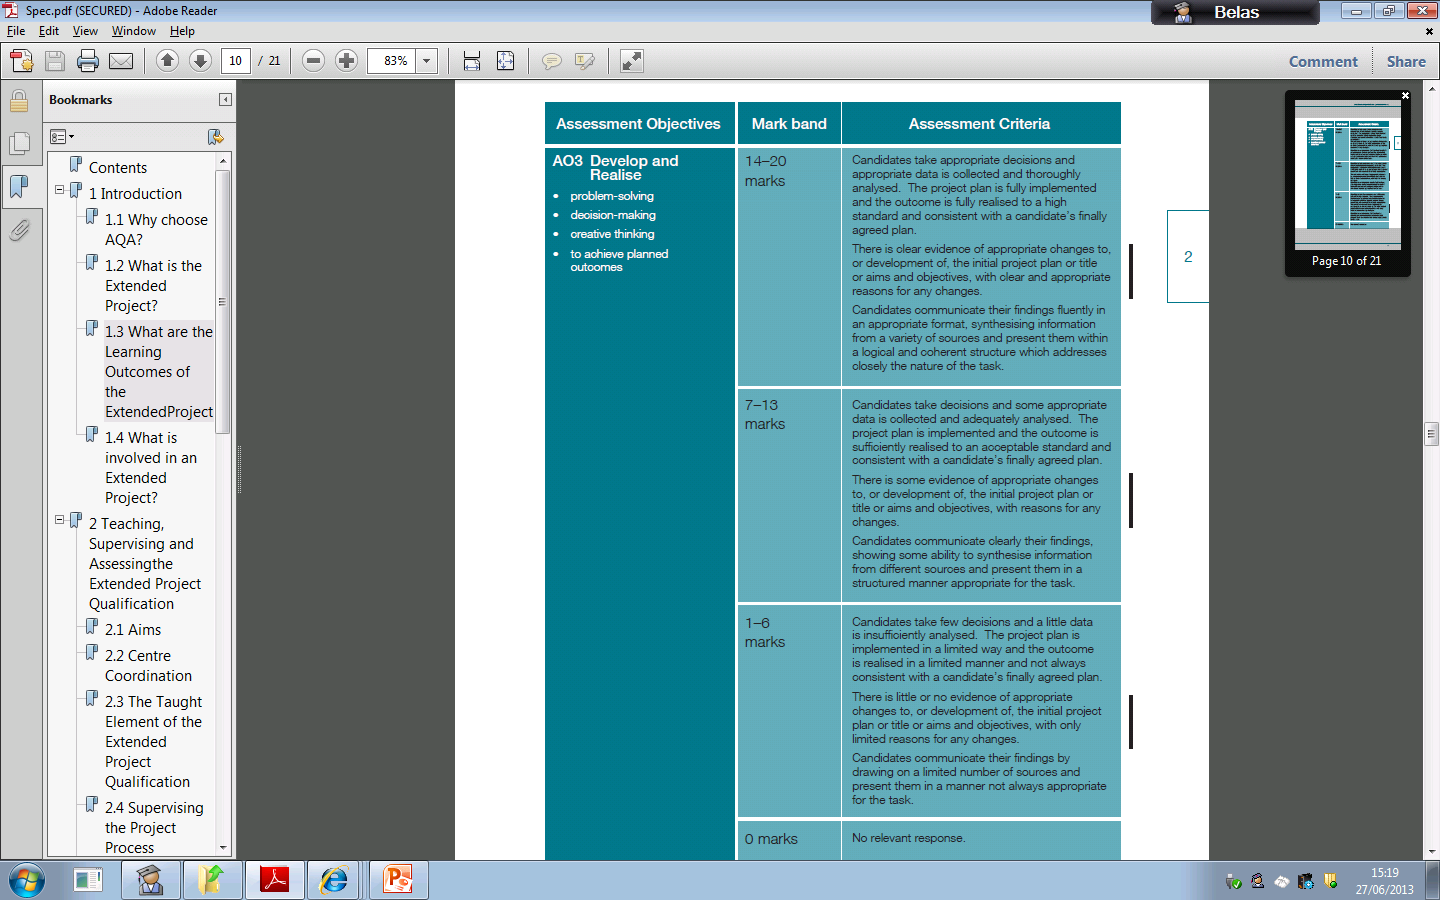 Spec.pdf (SECURED) - Adobe Reader
Belas
File Edit View Window Help
10 / 21
83%
Comment Share
Bookmarks
Contents
1 Introduction
1.1 Why choose
AQA?
1.2 What is the
Extended
Project?
1.3 What are the
Learning
Outcomes of
the
ExtendedProject
1.4 What is
involved in an
Extended
Project?
2 Teaching,
Supervising and
Assessingthe
Extended Project
Qualification
2.1 Aims
2.2 Centre
Coordination
2.3 The Taught
Element of the
Extended
Project
Qualification
2.4 Supervising
the Project
Process
Assessment Objectives
Mark band
Assessment Criteria
AO3 Develop and
Realise
• problem-solving
• decision-making
• creative thinking
• to achieve planned
outcomes
14–20
marks
Candidates take appropriate decisions and
appropriate data is collected and thoroughly
analysed. The project plan is fully implemented
and the outcome is fully realised to a high
standard and consistent with a candidate's finally
agreed plan.
There is clear evidence of appropriate changes to,
or development of, the initial project plan or title
or aims and objectives, with clear and appropriate
reasons for any changes.
Candidates communicate their findings fluently in
an appropriate format, synthesising information
from a variety of sources and present them within
a logical and coherent structure which addresses
closely the nature of the task.
7–13
marks
Candidates take decisions and some appropriate
data is collected and adequately analysed. The
project plan is implemented and the outcome is
sufficiently realised to an acceptable standard and
consistent with a candidate's finally agreed plan.
There is some evidence of appropriate changes
to, or development of, the initial project plan or
title or aims and objectives, with reasons for any
changes.
Candidates communicate clearly their findings,
showing some ability to synthesise information
from different sources and present them in a
structured manner appropriate for the task.
1–6
marks
Candidates take few decisions and a little data
is insufficiently analysed. The project plan is
implemented in a limited way and the outcome
is realised in a limited manner and not always
consistent with a candidate's finally agreed plan.
There is little or no evidence of appropriate
changes to, or development of, the initial project
plan or title or aims and objectives, with only
limited reasons for any changes.
Candidates communicate their findings by
drawing on a limited number of sources and
present them in a manner not always appropriate
for the task.
0 marks
No relevant response.
2
Page 10 of 21
15:19
27/06/2013